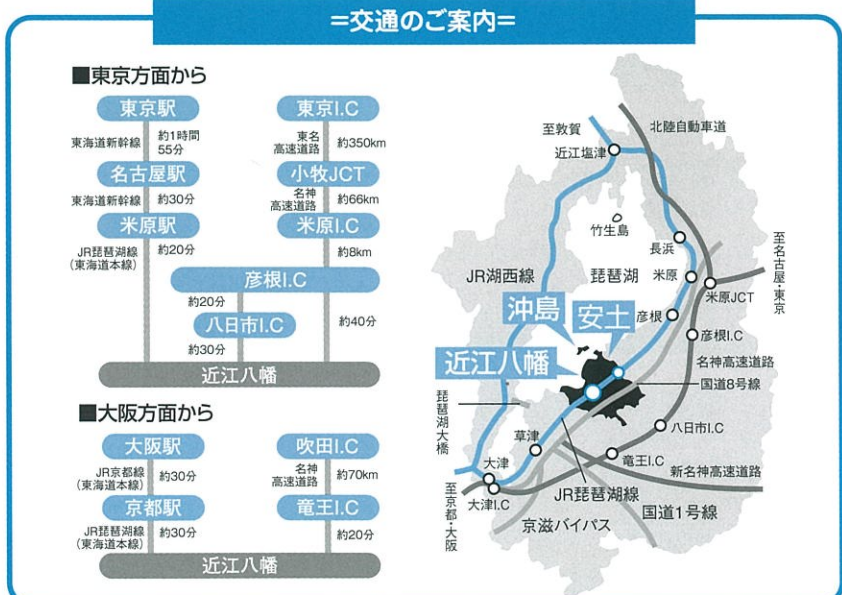 =交通のご案内=
■東京方面から
東京駅
東海道新幹線
約1時間
55分
名古屋駅
東海道新幹線
約30分
米原駅
JR琵琶湖線
(東海道本線)
約20分
東京I.C
東名
高速道路
約350km
小牧JCT
名神
高速道路
約66km
米原I.C
約8km
彦根I.C
約20分
八日市I.C
約30分
約40分
近江八幡
■大阪方面から
大阪駅
JR京都線
(東海道本線)
約30分
京都駅
JR琵琶湖線
(東海道本線)
約30分
吹田I.C
名神
高速道路
約70km
竜王I.C
約20分
近江八幡
至敦賀
北陸自動車道
近江塩津
竹生島
長浜
至名古屋・東京
JR湖西線
琵琶湖
米原
米原JCT
沖島
安土
彦根
彦根I.C
近江八幡
名神高速道路
国道8号線
琵琶湖大橋
草津
八日市I.C
大津
竜王I.C
新名神高速道路
至京都・大阪
大津I.C
JR琵琶湖線
国道1号線
京滋バイパス